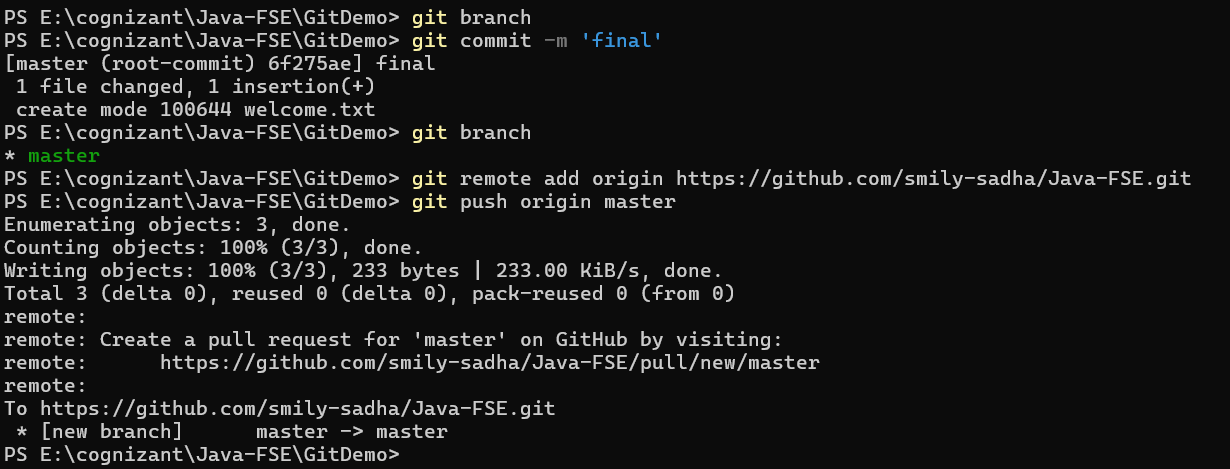 PS E:\cognizant\Java-FSE\GitDemo> git branch
PS E:\cognizant\Java-FSE\GitDemo> git commit -m 'final'
[master (root-commit) 6f275ae] final
 1 file changed, 1 insertion(+)
 create mode 100644 welcome.txt
PS E:\cognizant\Java-FSE\GitDemo> git branch
* master
PS E:\cognizant\Java-FSE\GitDemo> git remote add origin https://github.com/smily-sadha/Java-FSE.git
PS E:\cognizant\Java-FSE\GitDemo> git push origin master
Enumerating objects: 3, done.
Counting objects: 100% (3/3), done.
Writing objects: 100% (3/3), 233 bytes | 233.00 KiB/s, done.
Total 3 (delta 0), reused 0 (delta 0), pack-reused 0 (from 0)
remote:
remote: Create a pull request for 'master' on GitHub by visiting:
remote:      https://github.com/smily-sadha/Java-FSE/pull/new/master
remote:
To https://github.com/smily-sadha/Java-FSE.git
 * [new branch]      master -> master
PS E:\cognizant\Java-FSE\GitDemo>